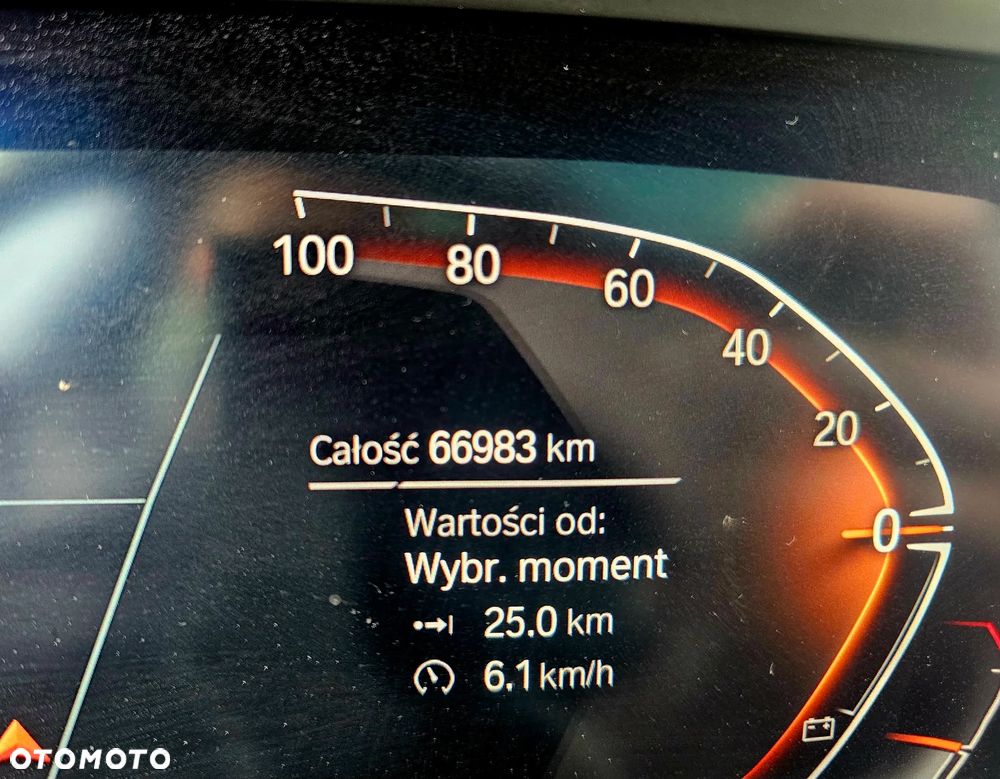 100
80
60
40
20
0
Całość 66983 km
Wartości od:
Wybr. moment
25.0 km
6.1 km/h
OTOMOTO